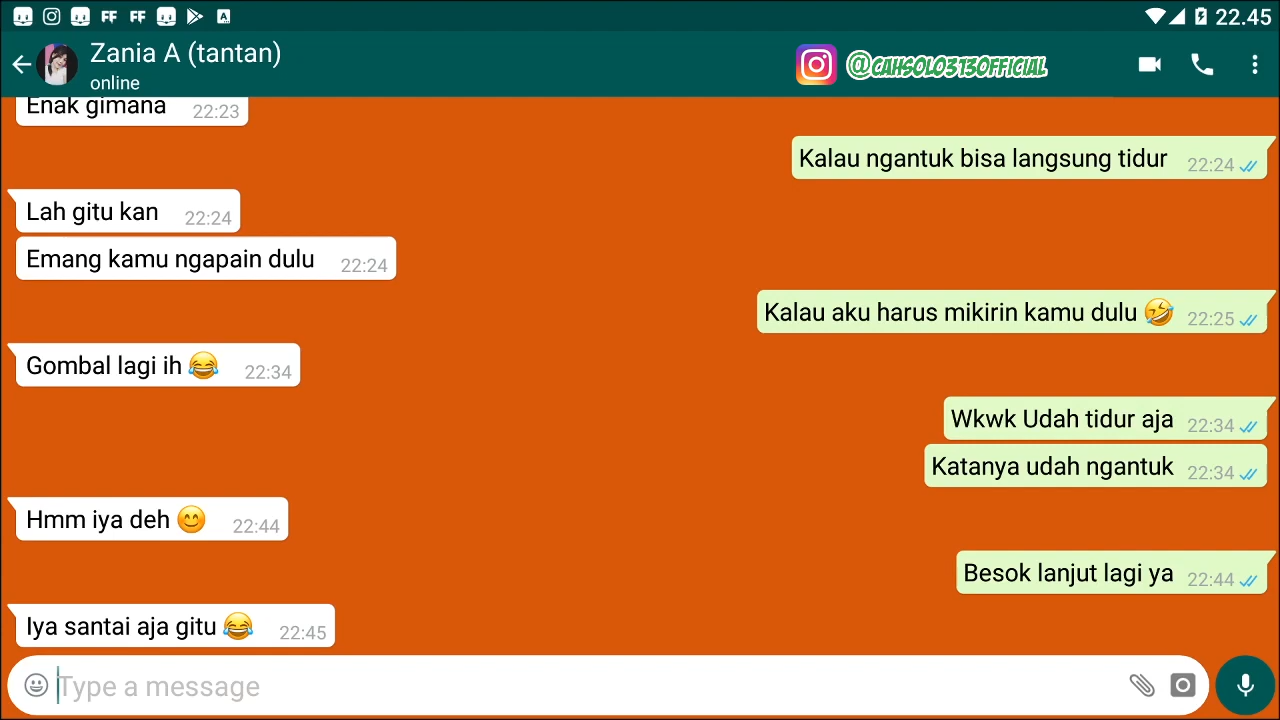 FF FF A 22.45
Zania A (tantan)
online
@CAHSOLO313OFFICIAL
Enak gimana 22:23
Kalau ngantuk bisa langsung tidur 22:24
Lah gitu kan 22:24
Emang kamu ngapain dulu 22:24
Kalau aku harus mikirin kamu dulu 🤣 22:25
Gombal lagi ih 😂 22:34
Wkwk Udah tidur aja 22:34
Katanya udah ngantuk 22:34
Hmm iya deh 😊 22:44
Besok lanjut lagi ya 22:44
Iya santai aja gitu 😂 22:45
Type a message